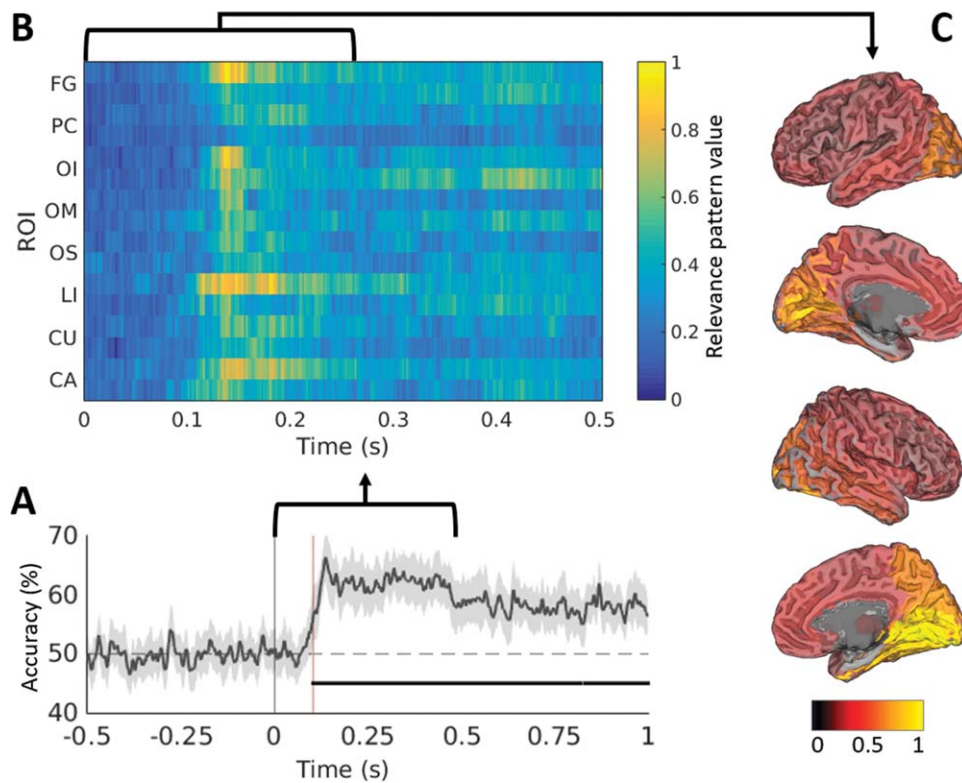 B
C
FG
PC
OI
OM
OS
LI
CU
CA
ROI
0
0.1
0.2
0.3
0.4
0.5
Time (s)
1
0.8
0.6
0.4
0.2
0
Relevance pattern value
A
70
60
50
40
Accuracy (%)
-0.5
-0.25
0
0.25
0.5
0.75
1
Time (s)
0 0.5 1